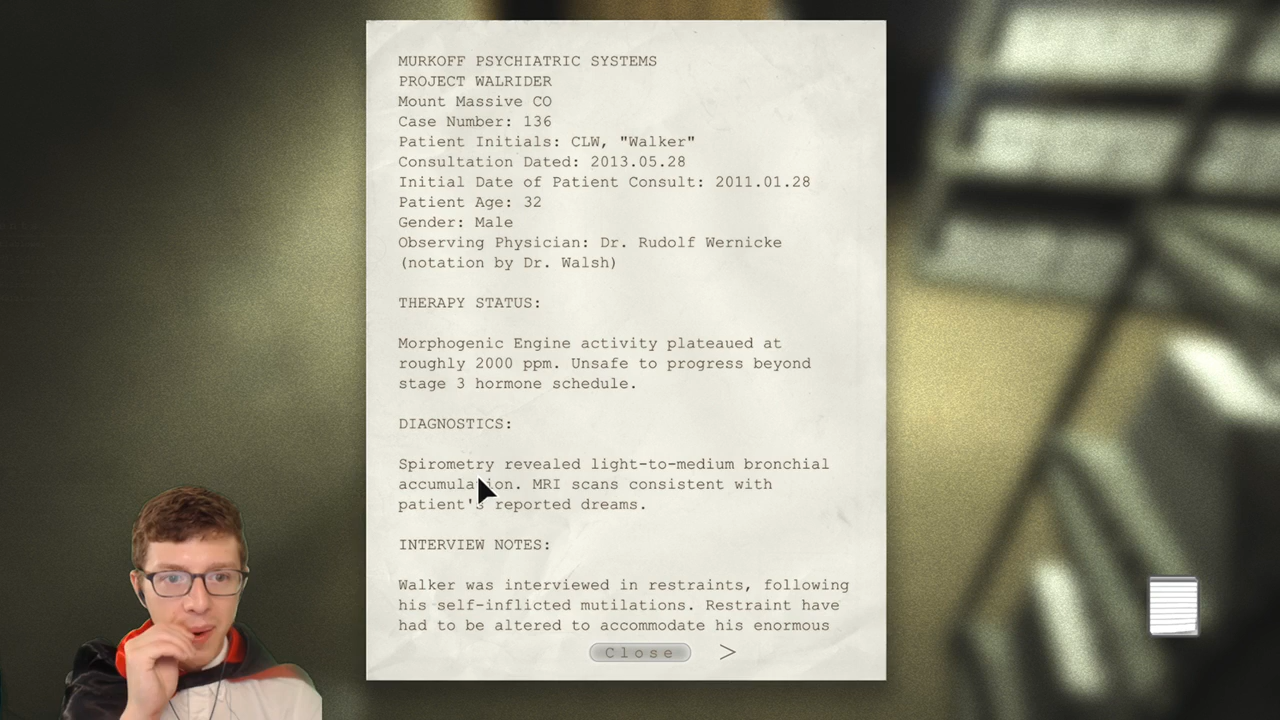 MURKOFF PSYCHIATRIC SYSTEMS
PROJECT WALRIDER
Mount Massive CO
Case Number: 136
Patient Initials: CLW, "Walker"
Consultation Dated: 2013.05.28
Initial Date of Patient Consult: 2011.01.28
Patient Age: 32
Gender: Male
Observing Physician: Dr. Rudolf Wernicke
(notation by Dr. Walsh)
THERAPY STATUS:
Morphogenic Engine activity plateaued at
roughly 2000 ppm. Unsafe to progress beyond
stage 3 hormone schedule.
DIAGNOSTICS:
Spirometry revealed light-to-medium bronchial
accumulation. MRI scans consistent with
patient's reported dreams.
INTERVIEW NOTES:
Walker was interviewed in restraints, following
his self-inflicted mutilations. Restraint have
had to be altered to accommodate his enormous
Close >